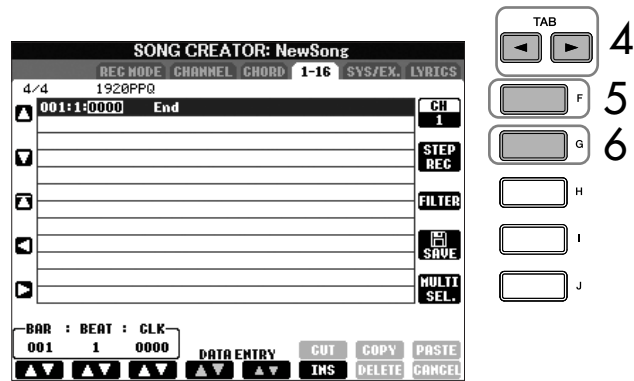 SONG CREATOR: NewSong
REC MODE CHANNEL CHORD 1-16 SYS/EX. LYRICS
4/4 1920PPQ
001:1:0000 End
CH
1
STEP
REC
FILTER
SAVE
MULTI
SEL.
BAR : BEAT : CLK
001 1 0000
DATA ENTRY
CUT COPY PASTE
INS DELETE CANCEL
TAB
4
F 5
G 6
H
I
J